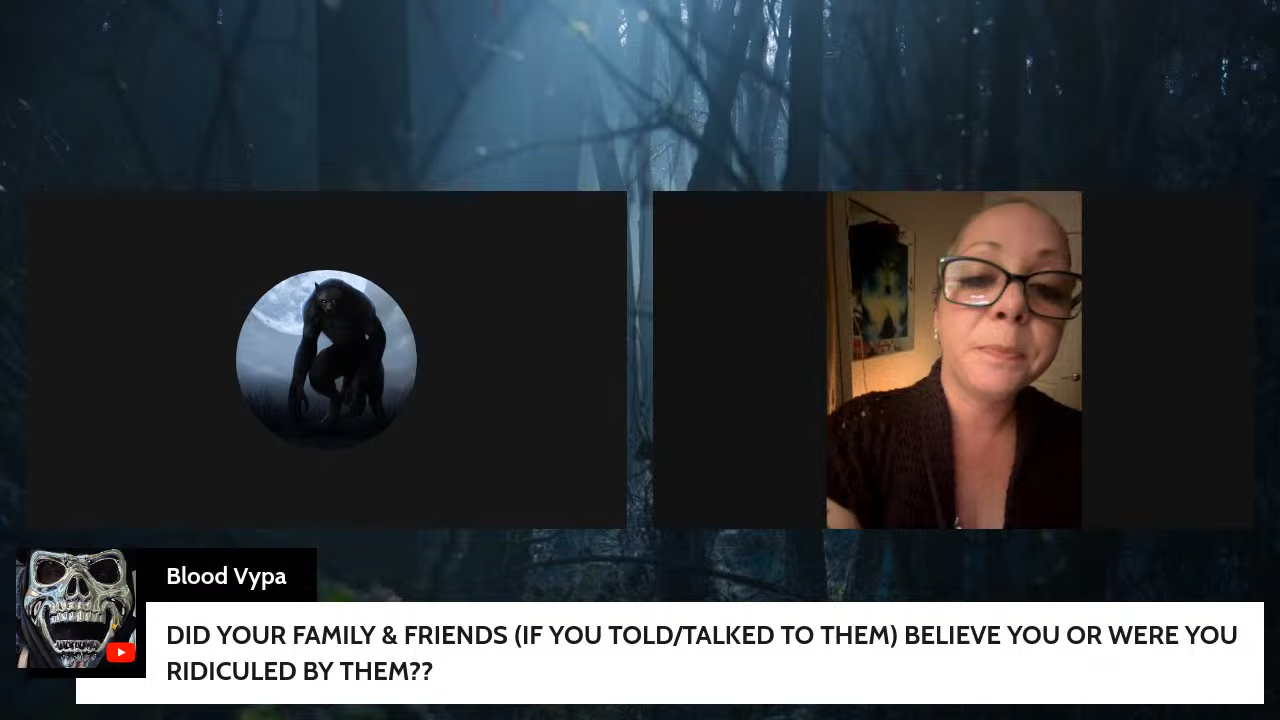 Blood Vypa
DID YOUR FAMILY & FRIENDS (IF YOU TOLD/TALKED TO THEM) BELIEVE YOU OR WERE YOU
RIDICULED BY THEM??